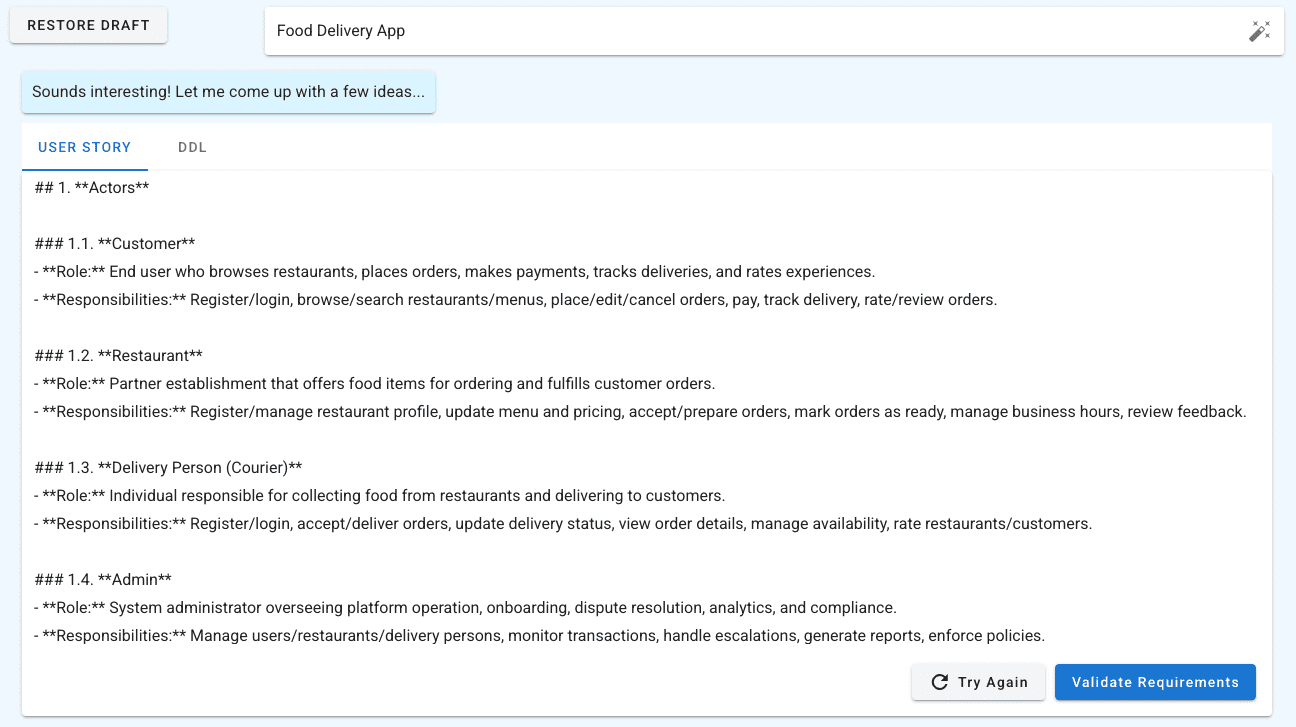 RESTORE DRAFT
Food Delivery App
Sounds interesting! Let me come up with a few ideas...
USER STORY
DDL
## 1. **Actors**
### 1.1. **Customer**
- **Role:** End user who browses restaurants, places orders, makes payments, tracks deliveries, and rates experiences.
- **Responsibilities:** Register/login, browse/search restaurants/menus, place/edit/cancel orders, pay, track delivery, rate/review orders.
### 1.2. **Restaurant**
- **Role:** Partner establishment that offers food items for ordering and fulfills customer orders.
- **Responsibilities:** Register/manage restaurant profile, update menu and pricing, accept/prepare orders, mark orders as ready, manage business hours, review feedback.
### 1.3. **Delivery Person (Courier)**
- **Role:** Individual responsible for collecting food from restaurants and delivering to customers.
- **Responsibilities:** Register/login, accept/deliver orders, update delivery status, view order details, manage availability, rate restaurants/customers.
### 1.4. **Admin**
- **Role:** System administrator overseeing platform operation, onboarding, dispute resolution, analytics, and compliance.
- **Responsibilities:** Manage users/restaurants/delivery persons, monitor transactions, handle escalations, generate reports, enforce policies.
Try Again
Validate Requirements